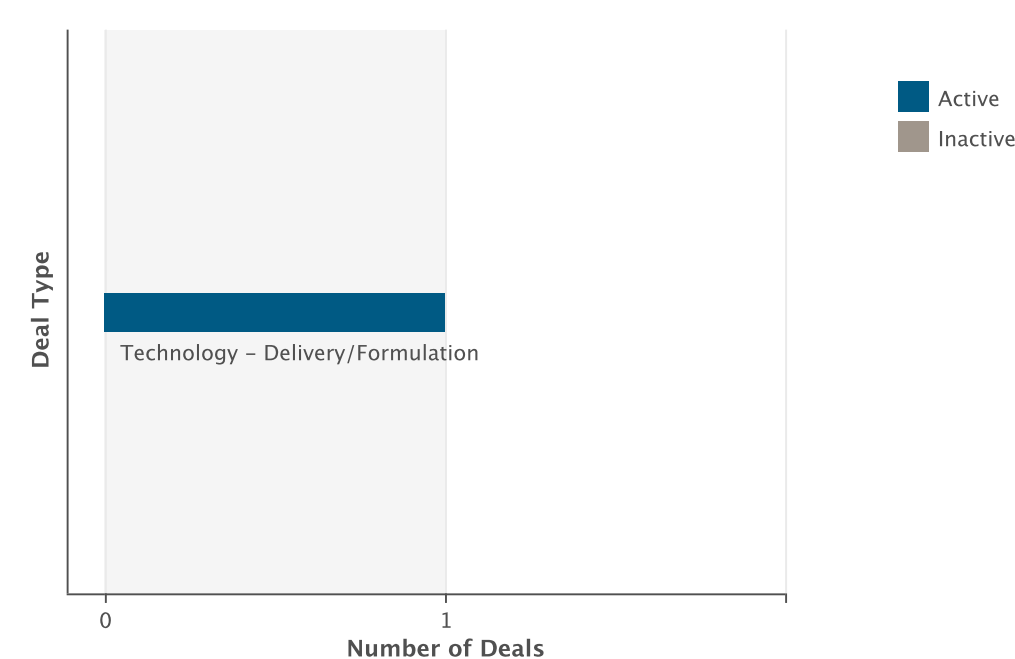 Active
Inactive
Deal Type
Technology – Delivery/Formulation
0
1
Number of Deals